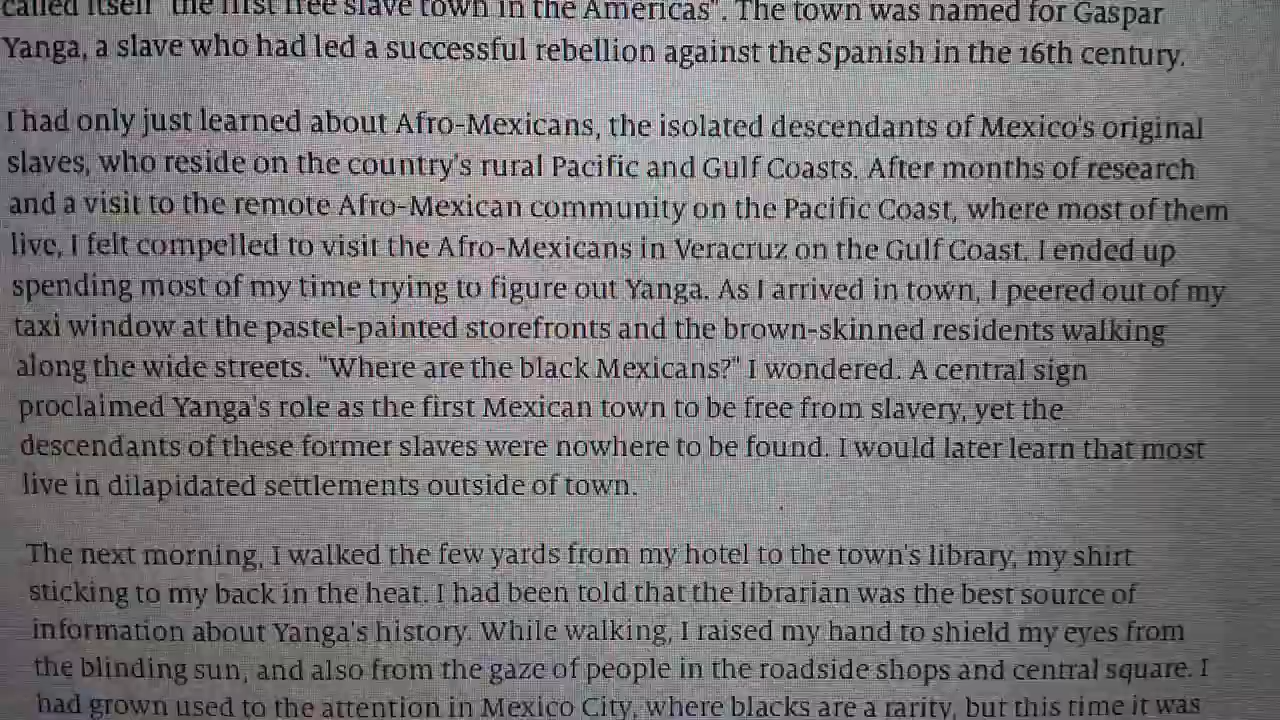 called itself "the first free slave town in the Americas". The town was named for Gaspar
Yanga, a slave who had led a successful rebellion against the Spanish in the 16th century.
I had only just learned about Afro-Mexicans, the isolated descendants of Mexico's original
slaves, who reside on the country's rural Pacific and Gulf Coasts. After months of research
and a visit to the remote Afro-Mexican community on the Pacific Coast, where most of them
live, I felt compelled to visit the Afro-Mexicans in Veracruz on the Gulf Coast. I ended up
spending most of my time trying to figure out Yanga. As I arrived in town, I peered out of my
taxi window at the pastel-painted storefronts and the brown-skinned residents walking
along the wide streets. "Where are the black Mexicans?" I wondered. A central sign
proclaimed Yanga's role as the first Mexican town to be free from slavery, yet the
descendants of these former slaves were nowhere to be found. I would later learn that most
live in dilapidated settlements outside of town.
The next morning, I walked the few yards from my hotel to the town's library, my shirt
sticking to my back in the heat. I had been told that the librarian was the best source of
information about Yanga's history. While walking, I raised my hand to shield my eyes from
the blinding sun, and also from the gaze of people in the roadside shops and central square. I
had grown used to the attention in Mexico City, where blacks are a rarity, but this time it was